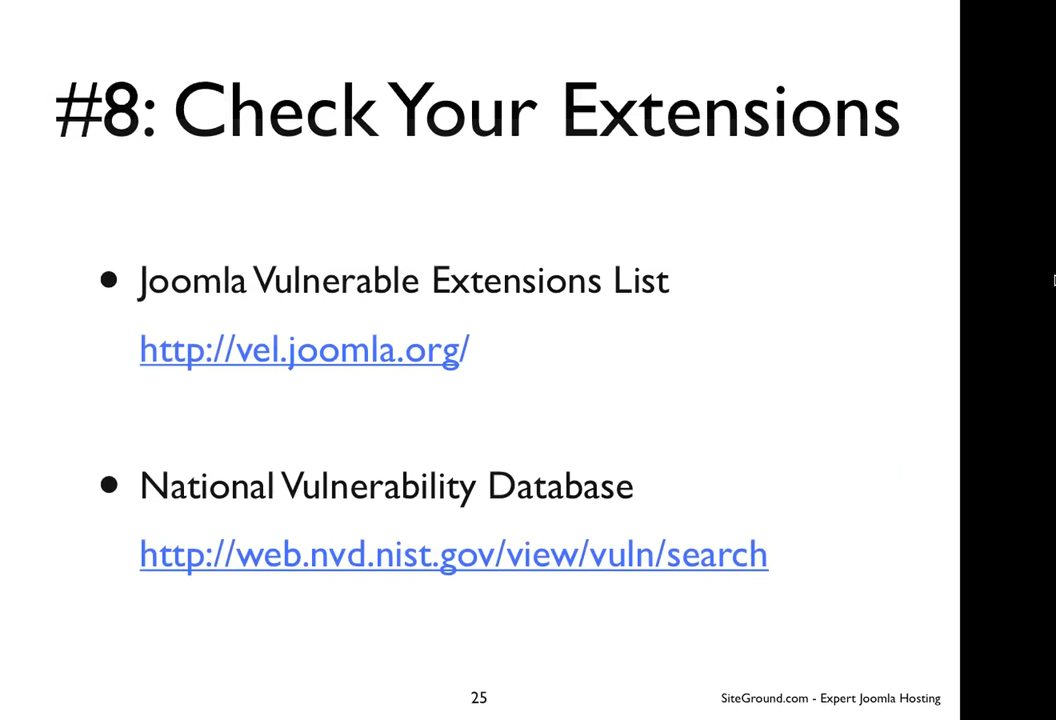 #8: Check Your Extensions
• Joomla Vulnerable Extensions List
http://vel.joomla.org/
• National Vulnerability Database
http://web.nvd.nist.gov/view/vuln/search
25
SiteGround.com - Expert Joomla Hosting